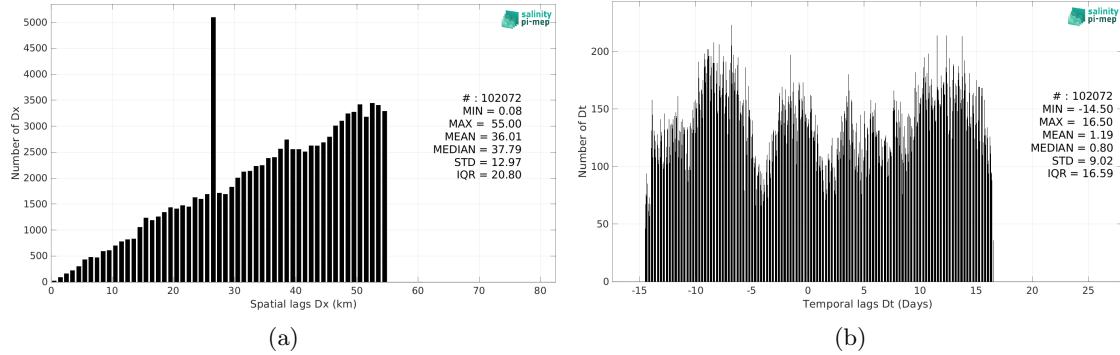 salinity
pi-mep
5000
4500
4000
3500
3000
2500
2000
1500
1000
500
0
Number of Dx
# : 102072
MIN = 0.08
MAX = 55.00
MEAN = 36.01
MEDIAN = 37.79
STD = 12.97
IQR = 20.80
0 10 20 30 40 50 60 70 80
Spatial lags Dx (km)
(a)
salinity
pi-mep
200
150
100
50
0
Number of Dt
# : 102072
MIN = -14.50
MAX = 16.50
MEAN = 1.19
MEDIAN = 0.80
STD = 9.02
IQR = 16.59
-15 -10 -5 0 5 10 15 20 25
Temporal lags Dt (Days)
(b)